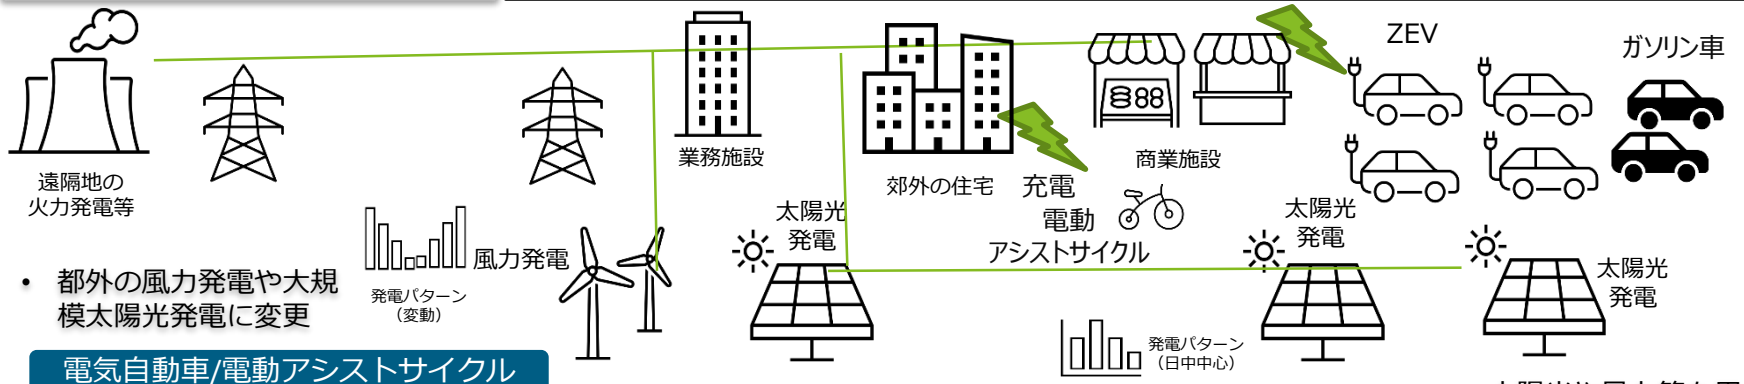 ZEV
ガソリン車
88
業務施設
郊外の住宅
商業施設
遠隔地の
火力発電等
充電
電動
アシストサイクル
太陽光
発電
太陽光
発電
太陽光
発電
風力発電
発電パターン
（変動）
• 都外の風力発電や大規
模太陽光発電に変更
発電パターン
（日中中心）
電気自動車/電動アシストサイクル